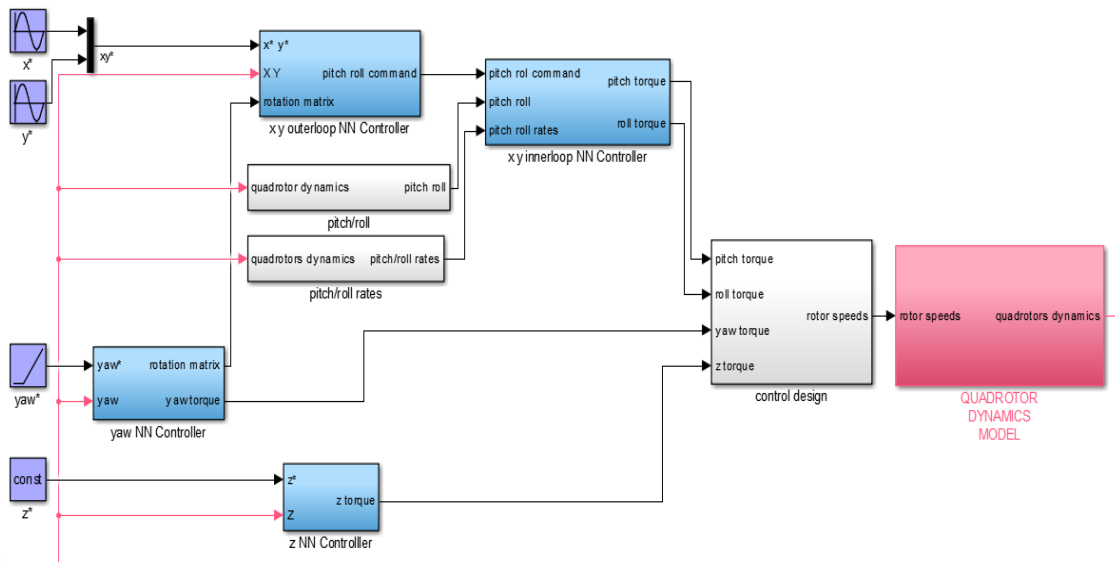 x*
y*
xy*
x* y*
X Y
rotation matrix
pitch roll command
x y outerloop NN Controller
pitch rol command
pitch roll
pitch roll rates
pitch torque
roll torque
x y innerloop NN Controller
quadrotor dynamics
pitch roll
pitch/roll
quadrotors dynamics
pitch/roll rates
pitch/roll rates
yaw*
yaw*
yaw
rotation matrix
yaw torque
yaw NN Controller
const
z*
z*
Z
z torque
z NN Controlller
pitch torque
roll torque
yaw torque
z torque
rotor speeds
control design
rotor speeds
quadrotors dynamics
QUADROTOR
DYNAMICS
MODEL